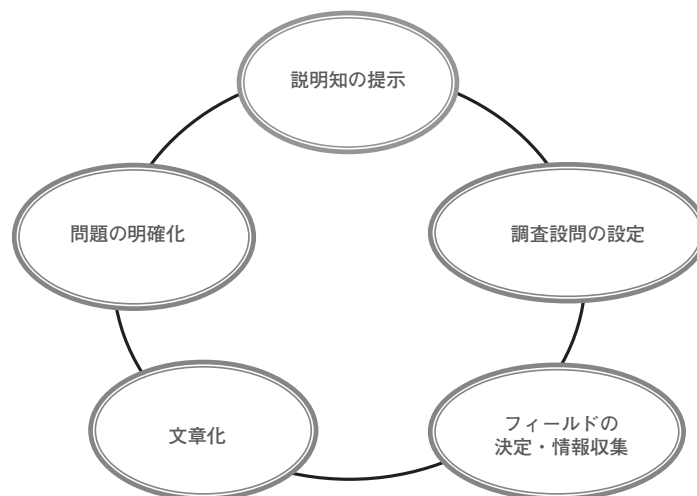 説明知の提示
問題の明確化
調査設問の設定
文章化
フィールドの
決定・情報収集